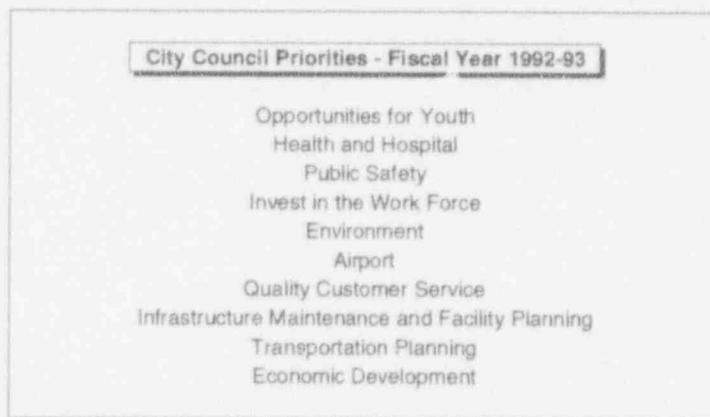 City Council Priorities - Fiscal Year 1992-93
Opportunities for Youth
Health and Hospital
Public Safety
Invest in the Work Force
Environment
Airport
Quality Customer Service
Infrastructure Maintenance and Facility Planning
Transportation Planning
Economic Development